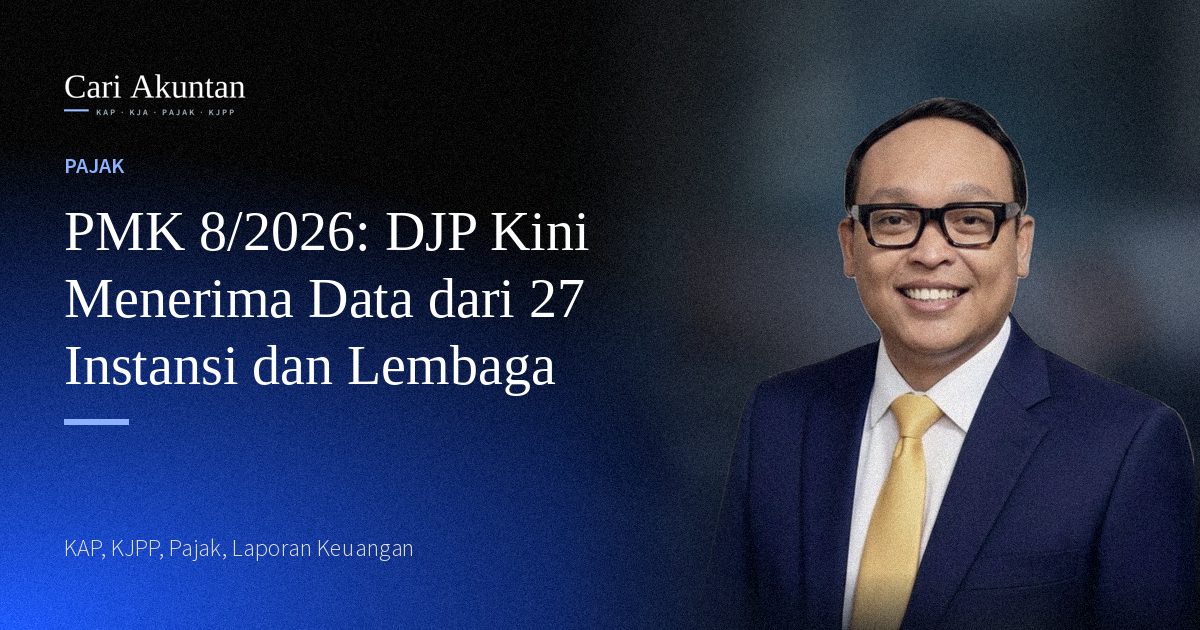 Cari Akuntan
KAP · KJA · PAJAK · KJPP
PAJAK
PMK 8/2026: DJP Kini
Menerima Data dari 27
Instansi dan Lembaga
KAP, KJPP, Pajak, Laporan Keuangan